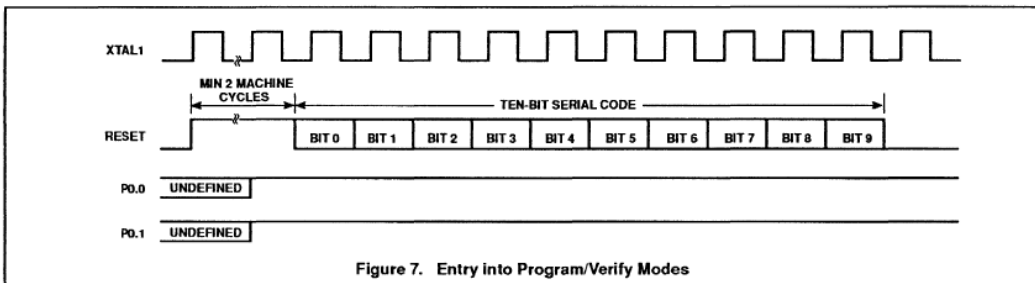 XTAL1
MIN 2 MACHINE
CYCLES
TEN-BIT SERIAL CODE
RESET
BIT 0 BIT 1 BIT 2 BIT 3 BIT 4 BIT 5 BIT 6 BIT 7 BIT 8 BIT 9
P0.0 UNDEFINED
P0.1 UNDEFINED
Figure 7. Entry into Program/Verify Modes